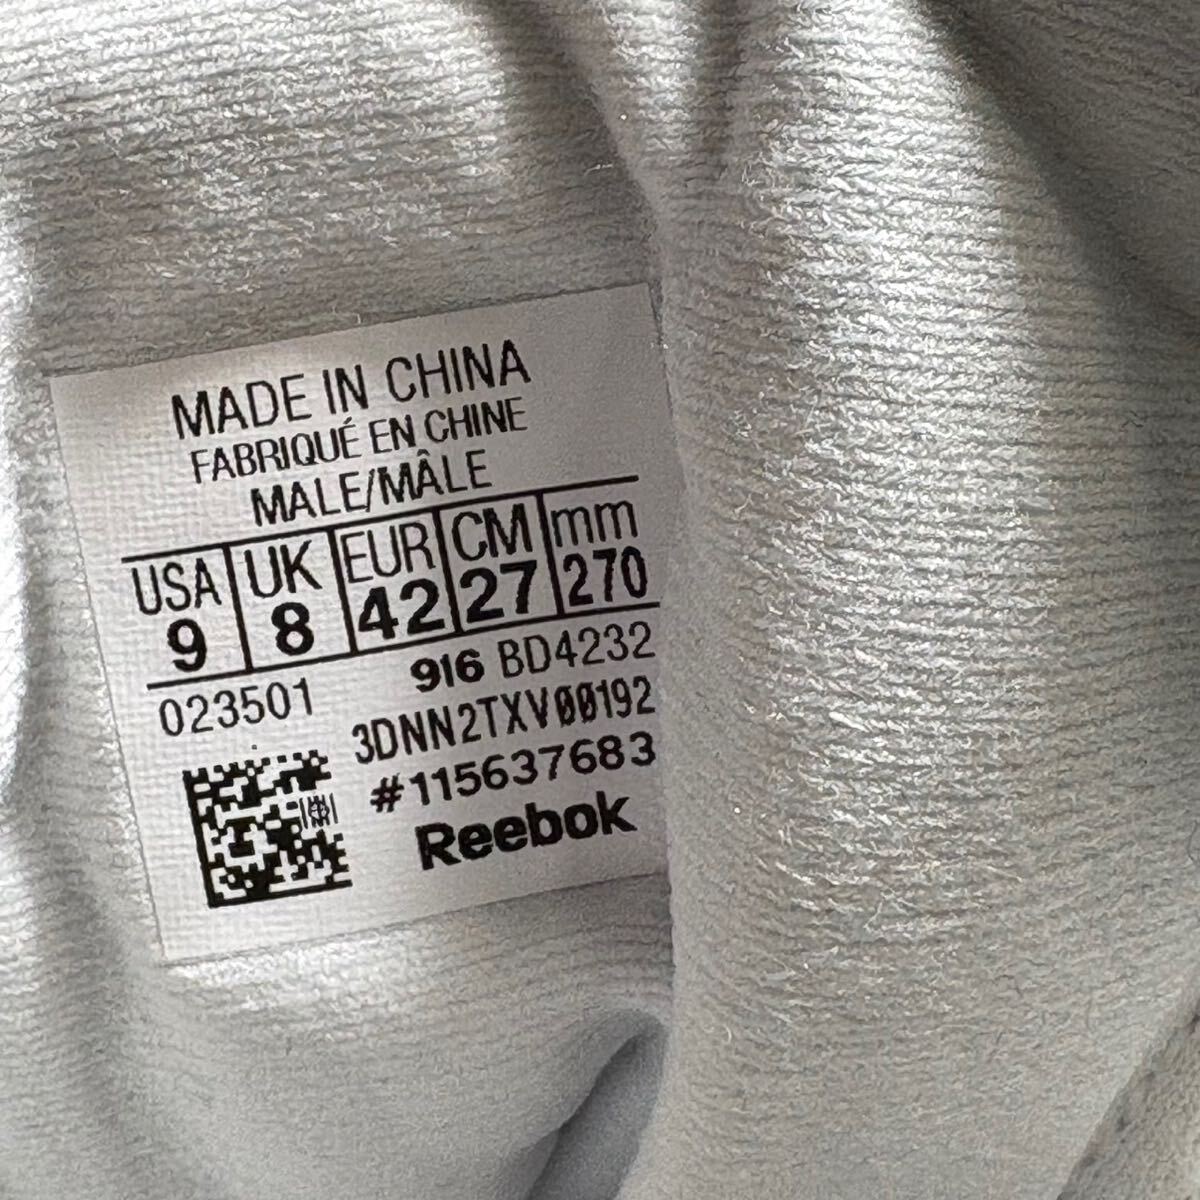 MADE IN CHINA
FABRIQUÉ EN CHINE
MALE/MÂLE
USA UK EUR CM mm
9 8 42 27 270
023501 916 BD4232
3DNN2TXV00192
#115637683
Reebok